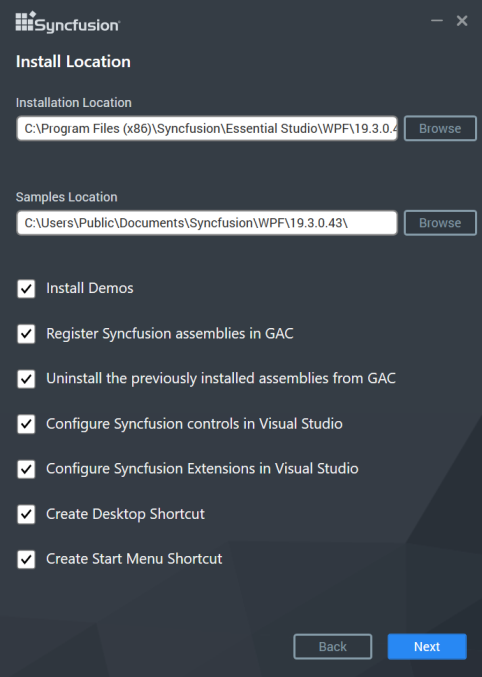 Syncfusion
Install Location
Installation Location
C:\Program Files (x86)\Syncfusion\Essential Studio\WPF\19.3.0.4
Browse
Samples Location
C:\Users\Public\Documents\Syncfusion\WPF\19.3.0.43\
Browse
Install Demos
Register Syncfusion assemblies in GAC
Uninstall the previously installed assemblies from GAC
Configure Syncfusion controls in Visual Studio
Configure Syncfusion Extensions in Visual Studio
Create Desktop Shortcut
Create Start Menu Shortcut
Back
Next